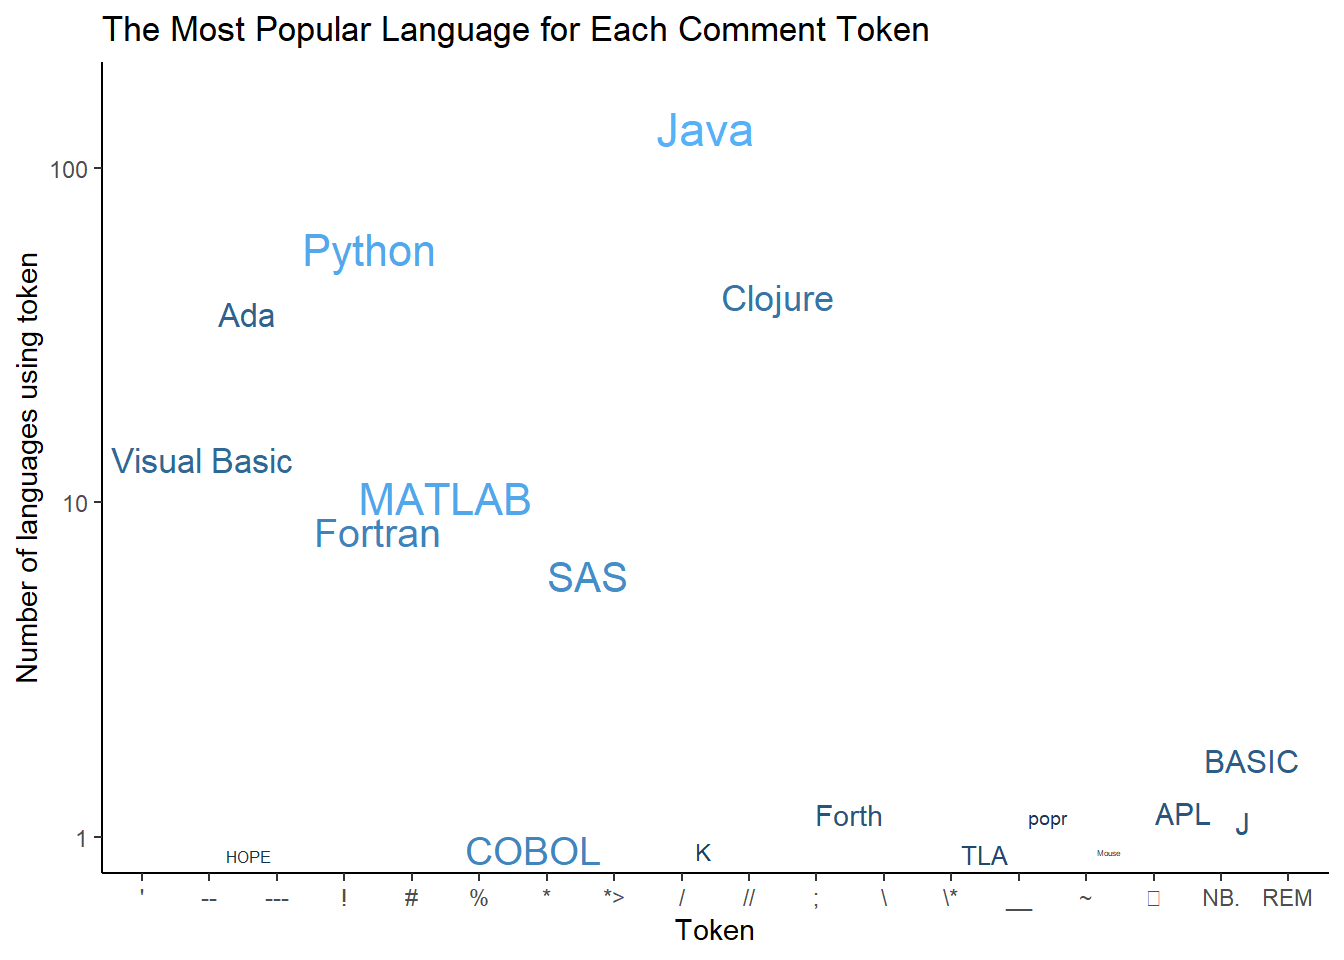 The Most Popular Language for Each Comment Token
Number of languages using token
100
10
1
Java
Python
Clojure
Ada
Visual Basic
MATLAB
Fortran
SAS
BASIC
Forth
popr
APL
J
HOPE
COBOL
K
TLA
Mouse
' -- --- ! # % * *> / // ; \ \* __ ~ NB. REM
Token